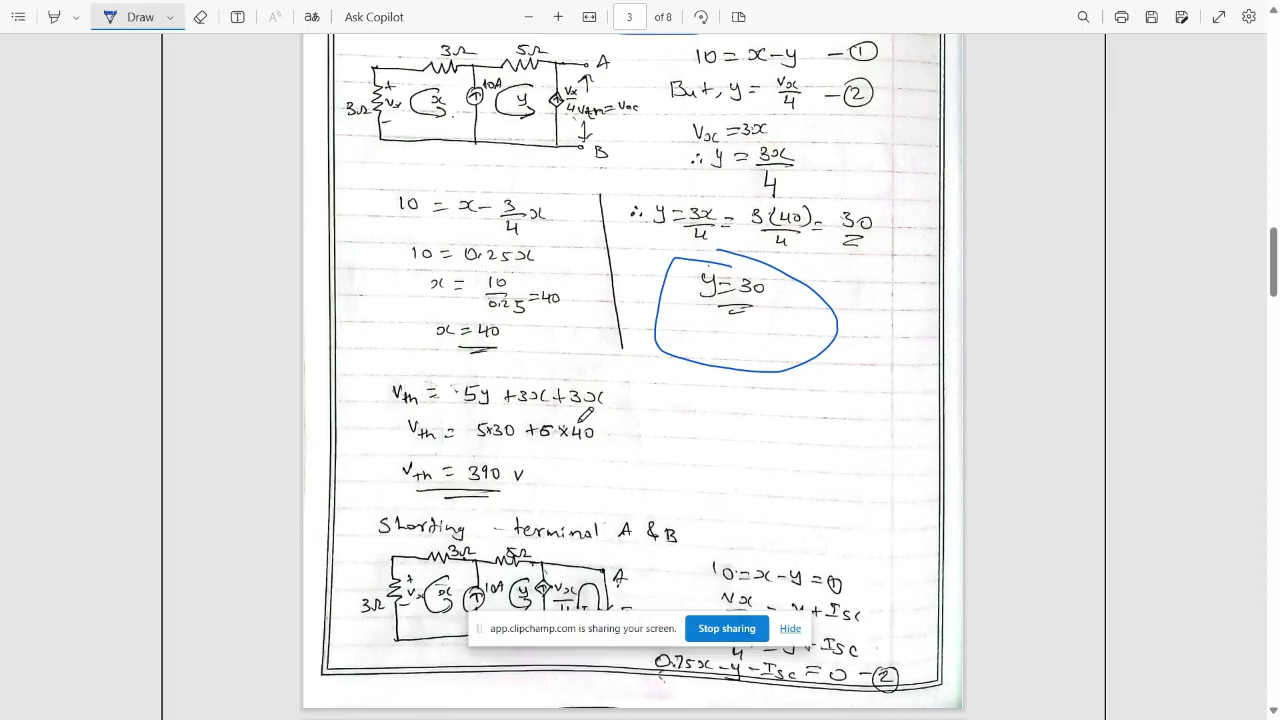 Draw
Ask Copilot
3 of 8
3Ω 5Ω A
10A
3Ω + Vx - x y Vx/4 Vth = Voc
B
10 = x - y - ①
But, y = Vx/4 - ②
Vx = 3x
∴ y = 3x/4
10 = x - 3/4 x
10 = 0.25x
x = 10/0.25 = 40
x = 40
∴ y = 3x/4 = 3(40)/4 = 30
y = 30
Vth = 5y + 3x + 3x
Vth = 5*30 + 6*40
Vth = 390 V
Shorting terminal A & B
3Ω 5Ω A
3Ω + Vx - x 10A y Vx
10 = x - y = ①
+ Isc
Isc
0.75x - y - Isc = 0 - ②
app.clipchamp.com is sharing your screen.
Stop sharing
Hide